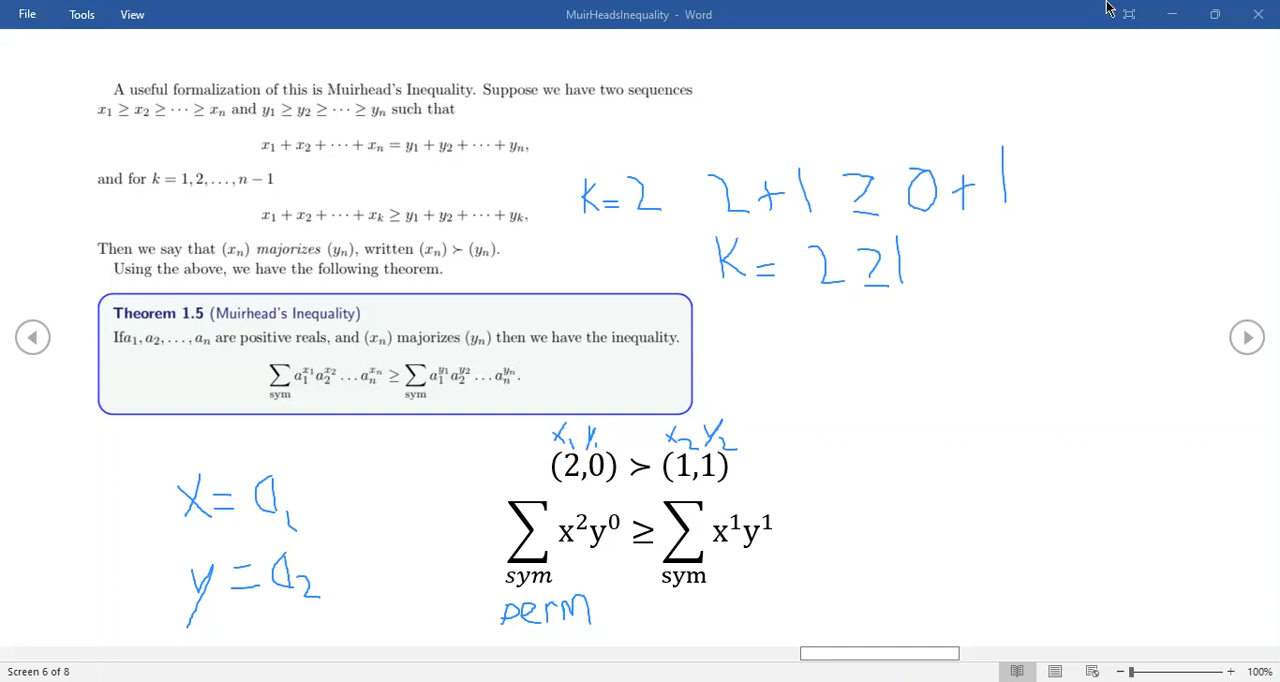 File Tools View MuirHeadsInequality - Word
A useful formalization of this is Muirhead's Inequality. Suppose we have two sequences
x₁ ≥ x₂ ≥ ⋯ ≥ xₙ and y₁ ≥ y₂ ≥ ⋯ ≥ yₙ such that
x₁ + x₂ + ⋯ + xₙ = y₁ + y₂ + ⋯ + yₙ,
and for k = 1, 2, …, n − 1
x₁ + x₂ + ⋯ + xₖ ≥ y₁ + y₂ + ⋯ + yₖ,
Then we say that (xₙ) majorizes (yₙ), written (xₙ) ≻ (yₙ).
Using the above, we have the following theorem.
K = 2 2 + 1 ≥ 0 + 1
K = 2 ≥ 1
Theorem 1.5 (Muirhead's Inequality)
Ifa₁, a₂, …, aₙ are positive reals, and (xₙ) majorizes (yₙ) then we have the inequality.
∑ a₁^{x₁} a₂^{x₂} … aₙ^{xₙ} ≥ ∑ a₁^{y₁} a₂^{y₂} … aₙ^{yₙ}.
sym sym
x₁ y₁ x₂ y₂
(2,0) ≻ (1,1)
x = a₁
∑ x²y⁰ ≥ ∑ x¹y¹
sym sym
y = a₂
perm
Screen 6 of 8 100%